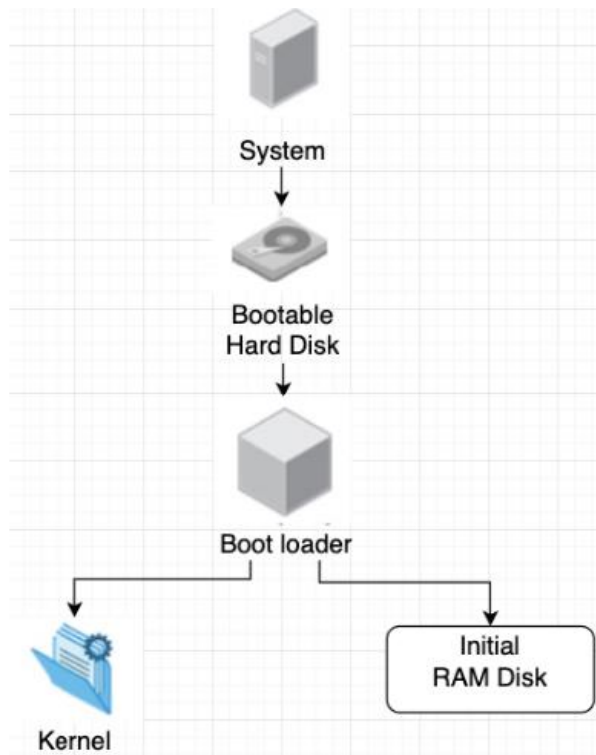 System
Bootable
Hard Disk
Boot loader
Initial
RAM Disk
Kernel